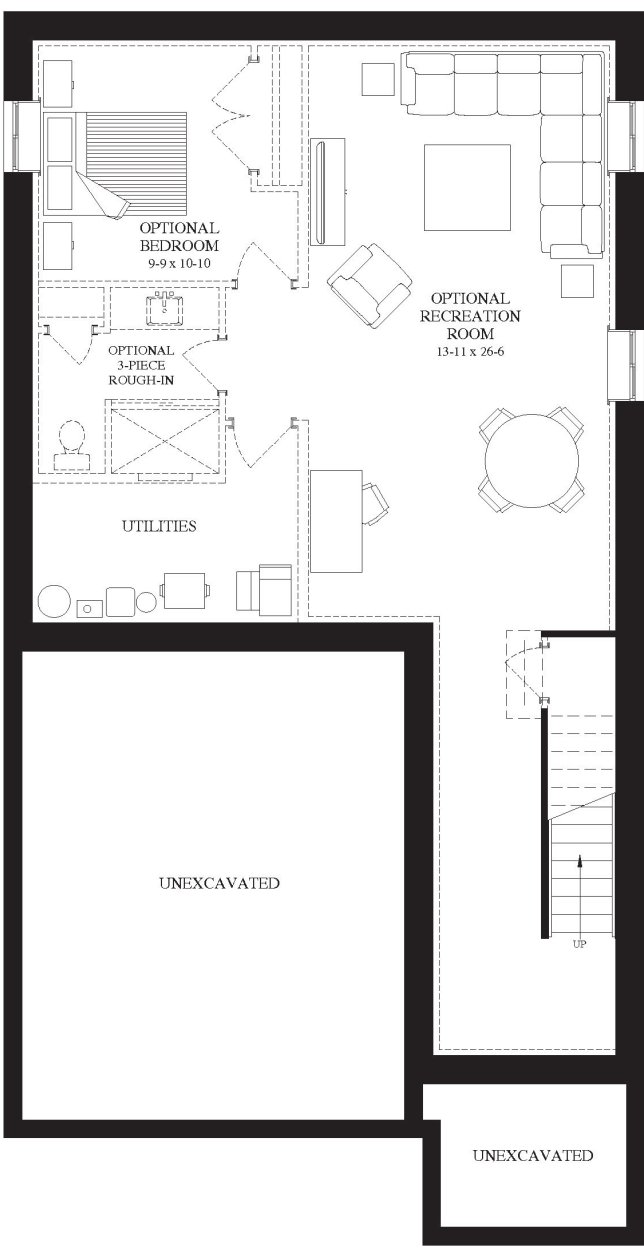 OPTIONAL
BEDROOM
9-9 x 10-10
OPTIONAL
RECREATION
ROOM
13-11 x 26-6
OPTIONAL
3-PIECE
ROUGH-IN
UTILITIES
UNEXCAVATED
UP
UNEXCAVATED